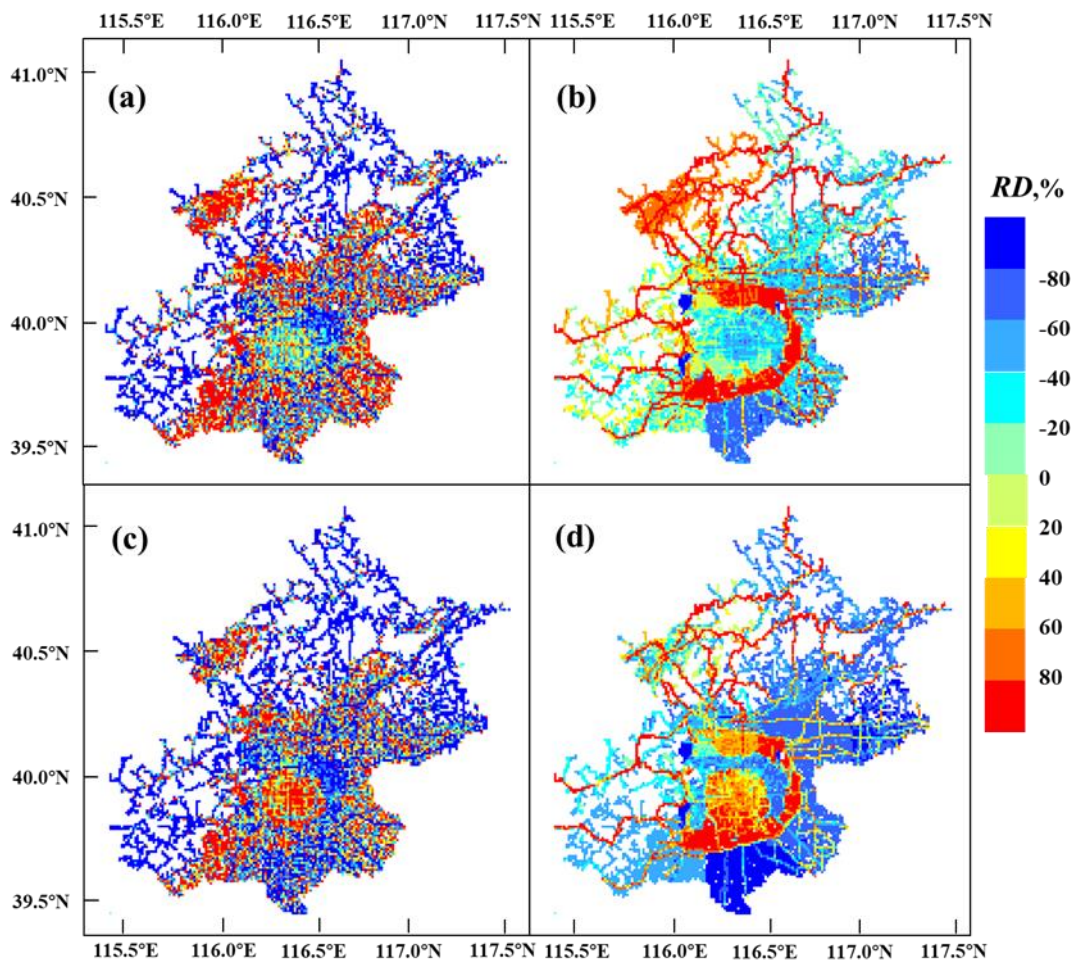 115.5°E 116.0°E 116.5°E 117.0°E 117.5°E 115.5°E 116.0°E 116.5°E 117.0°E 117.5°E
41.0°N
(a)
(b)
40.5°N
40.0°N
39.5°N
RD,%
-80
-60
-40
-20
0
20
40
60
80
41.0°N
(c)
(d)
40.5°N
40.0°N
39.5°N
115.5°E 116.0°E 116.5°E 117.0°E 117.5°N 115.5°E 116.0°E 116.5°E 117.0°E 117.5°N